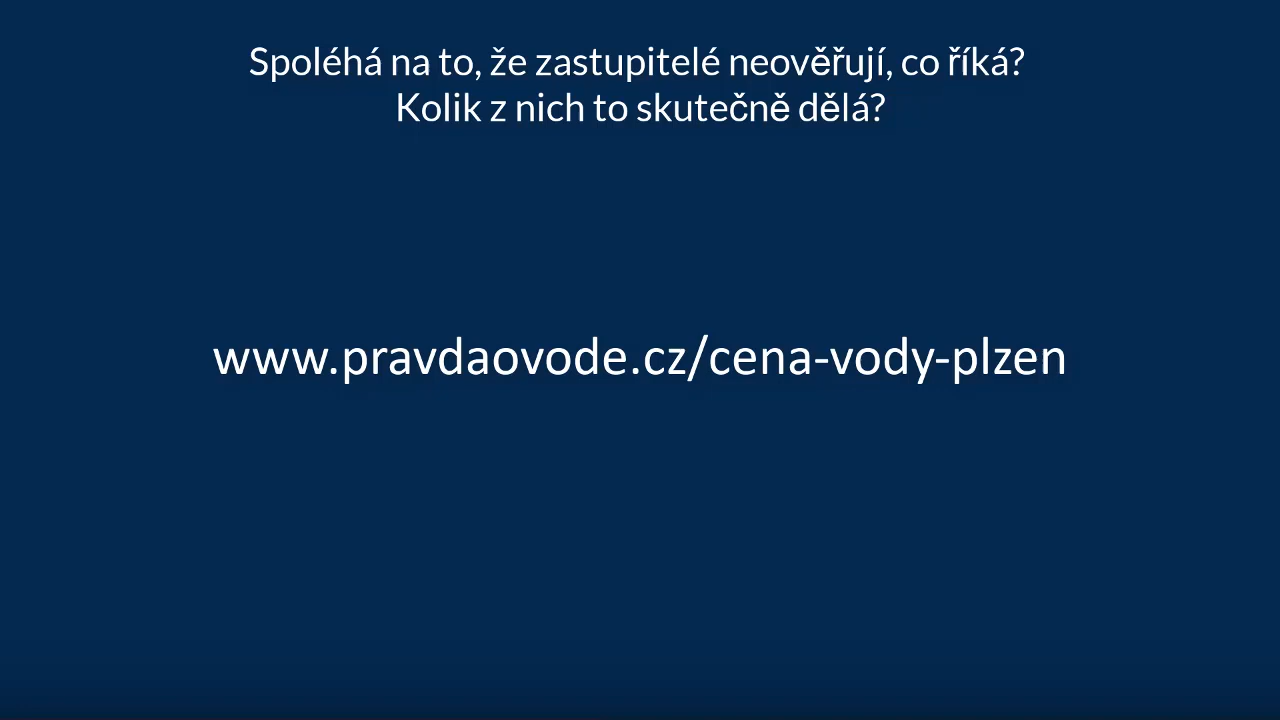 Spoléhá na to, že zastupitelé neověřují, co říká?
Kolik z nich to skutečně dělá?
www.pravdaovode.cz/cena-vody-plzen